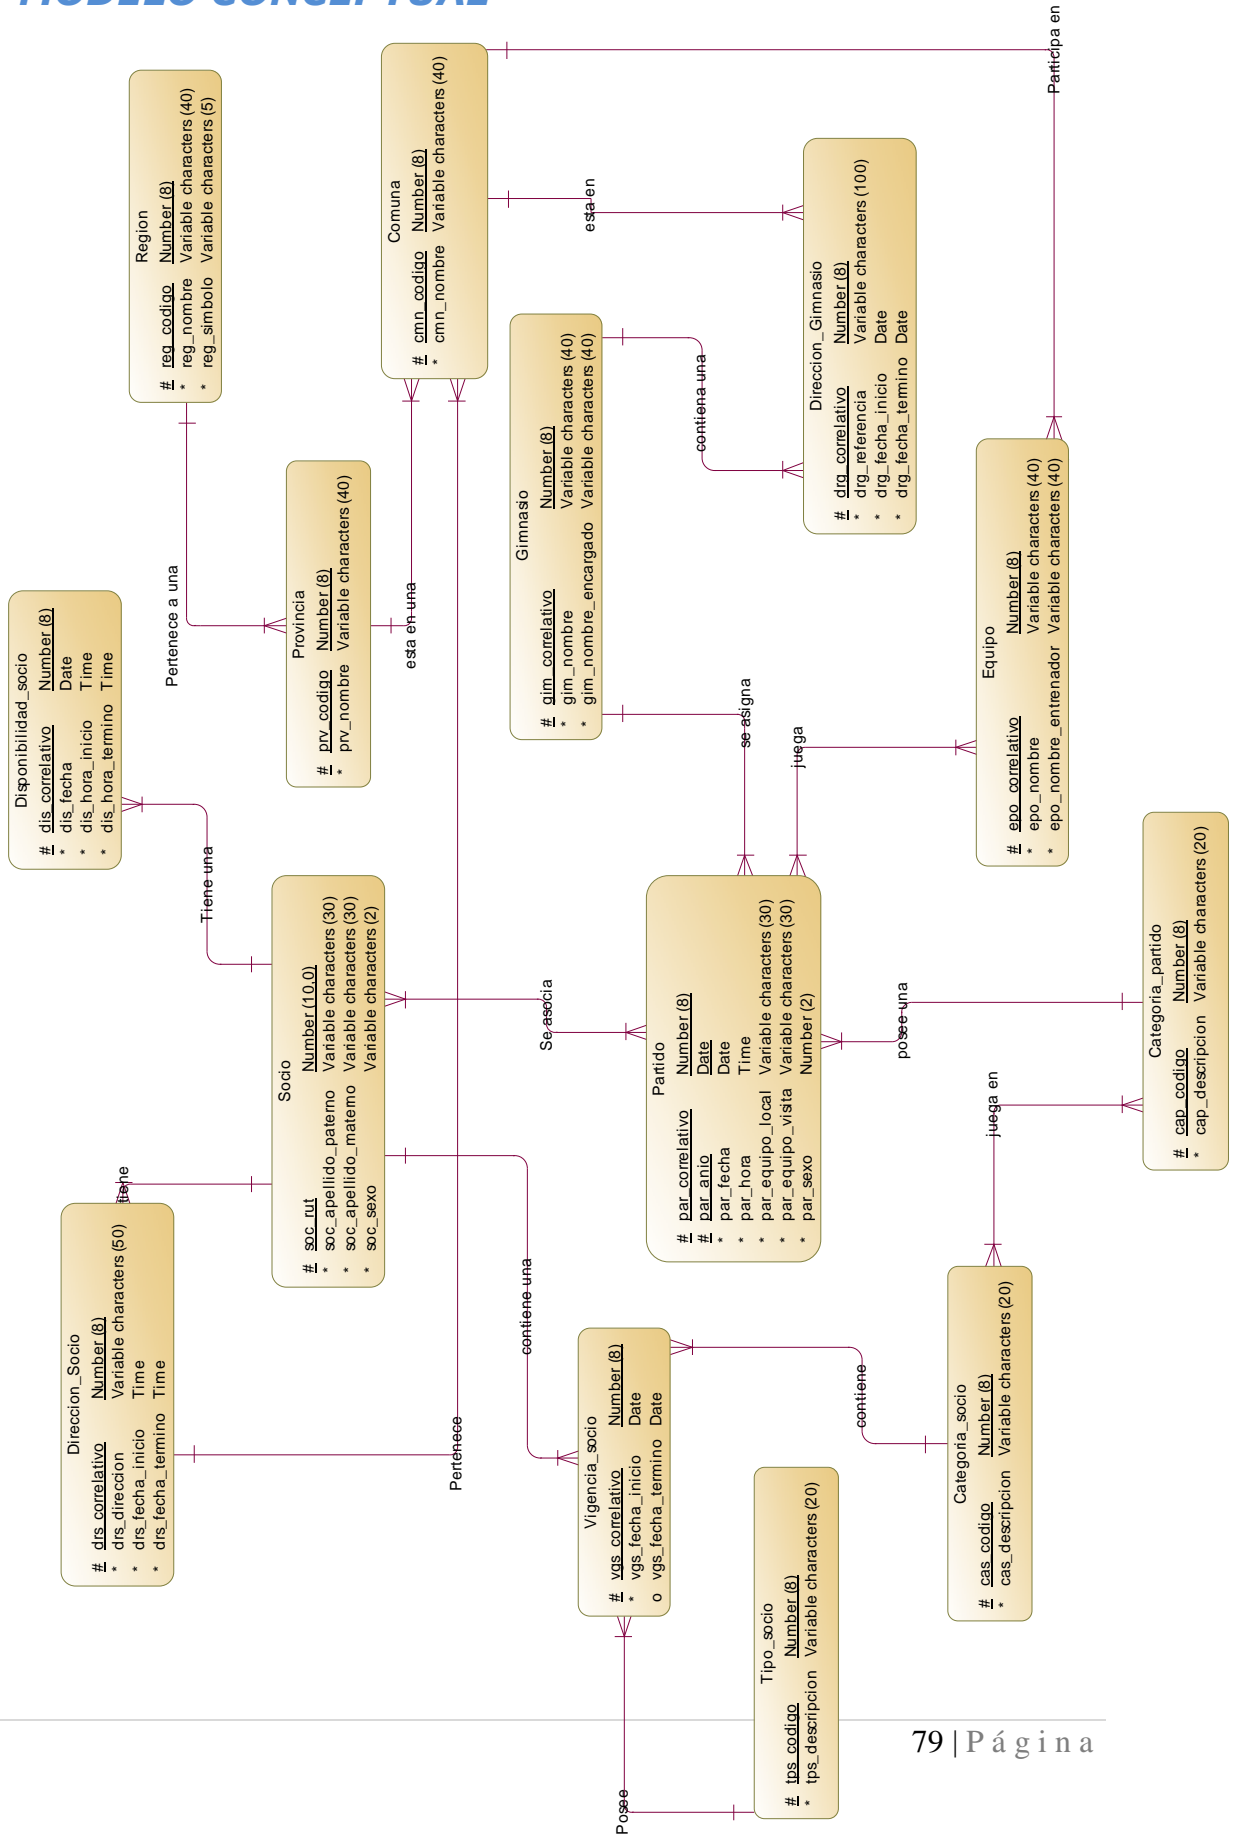 MODELO CONCEPTUAL
Region
# reg_codigo Number (8)
* reg_nombre Variable characters (40)
* reg_simbolo Variable characters (5)
Comuna
# cmn_codigo Number (8)
* cmn_nombre Variable characters (40)
Participa en
esta en
Pertenece a una
Provincia
# prv_codigo Number (8)
* prv_nombre Variable characters (40)
esta en una
Gimnasio
# gim_correlativo Number (8)
* gim_nombre Variable characters (40)
* gim_nombre_encargado Variable characters (40)
contiena una
Direccion_Gimnasio
# drg_correlativo Number (8)
* drg_referencia Variable characters (100)
* drg_fecha_inicio Date
* drg_fecha_termino Date
Disponibilidad_socio
# dis_correlativo Number (8)
* dis_fecha Date
* dis_hora_inicio Time
* dis_hora_termino Time
Tiene una
se asigna
juega
Equipo
# epo_correlativo Number (8)
* epo_nombre Variable characters (40)
* epo_nombre_entrenador Variable characters (40)
Socio
# soc_rut Number (10,0)
* soc_apellido_paterno Variable characters (30)
* soc_apellido_materno Variable characters (30)
* soc_sexo Variable characters (2)
Se asocia
Partido
# par_correlativo Number (8)
# par_anio Date
* par_fecha Date
* par_hora Time
* par_equipo_local Variable characters (30)
* par_equipo_visita Variable characters (30)
* par_sexo Number (2)
posee una
Categoria_partido
# cap_codigo Number (8)
* cap_descripcion Variable characters (20)
juega en
tiene
Direccion_Socio
# drs_correlativo Number (8)
* drs_direccion Variable characters (50)
* drs_fecha_inicio Time
* drs_fecha_termino Time
Pertenece
contiene una
Vigencia_socio
# vgs_correlativo Number (8)
* vgs_fecha_inicio Date
o vgs_fecha_termino Date
contiene
Categoria_socio
# cas_codigo Number (8)
* cas_descripcion Variable characters (20)
Tipo_socio
# tps_codigo Number (8)
* tps_descripcion Variable characters (20)
Posee
79 | P á g i n a